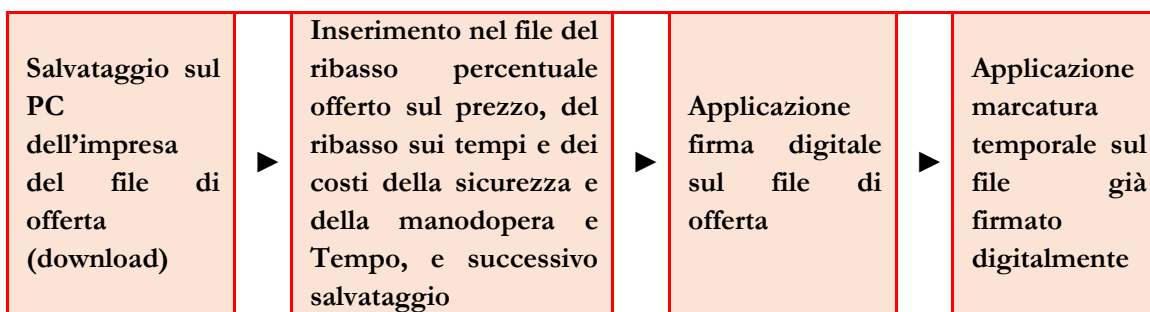 Salvataggio sul
PC
dell’impresa
del file di
offerta
(download)
►
Inserimento nel file del
ribasso percentuale
offerto sul prezzo, del
ribasso sui tempi e dei
costi della sicurezza e
della manodopera e
Tempo, e successivo
salvataggio
►
Applicazione
firma digitale
sul file di
offerta
►
Applicazione
marcatura
temporale sul
file già
firmato
digitalmente